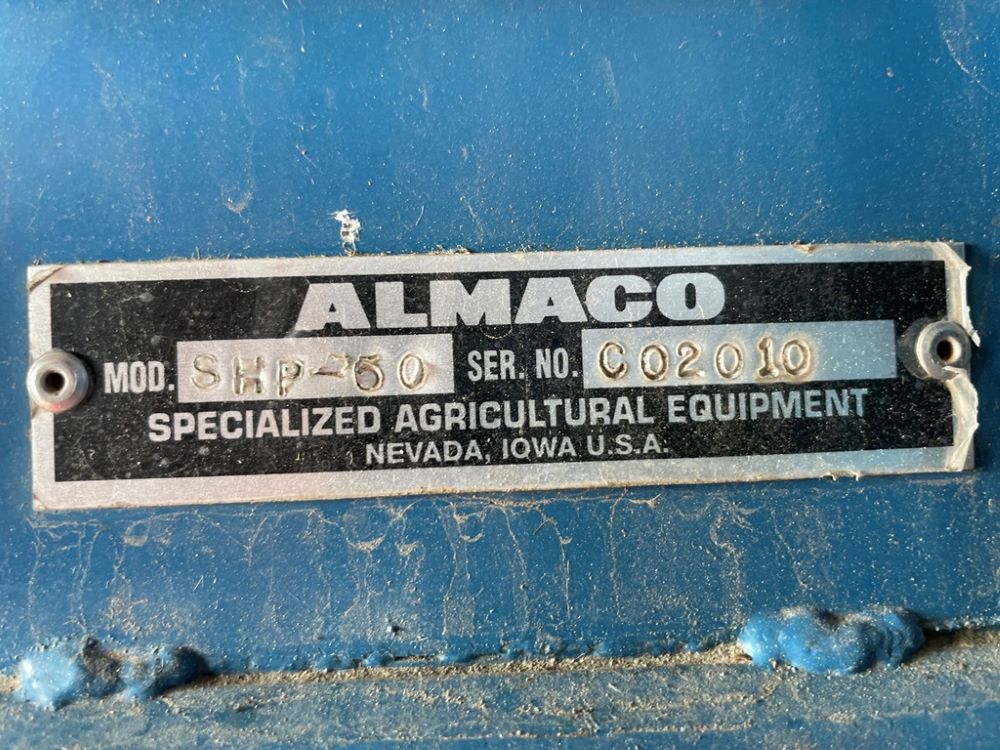 ALMACO
MOD. SHP-50 SER. NO. C02010
SPECIALIZED AGRICULTURAL EQUIPMENT
NEVADA, IOWA U.S.A.